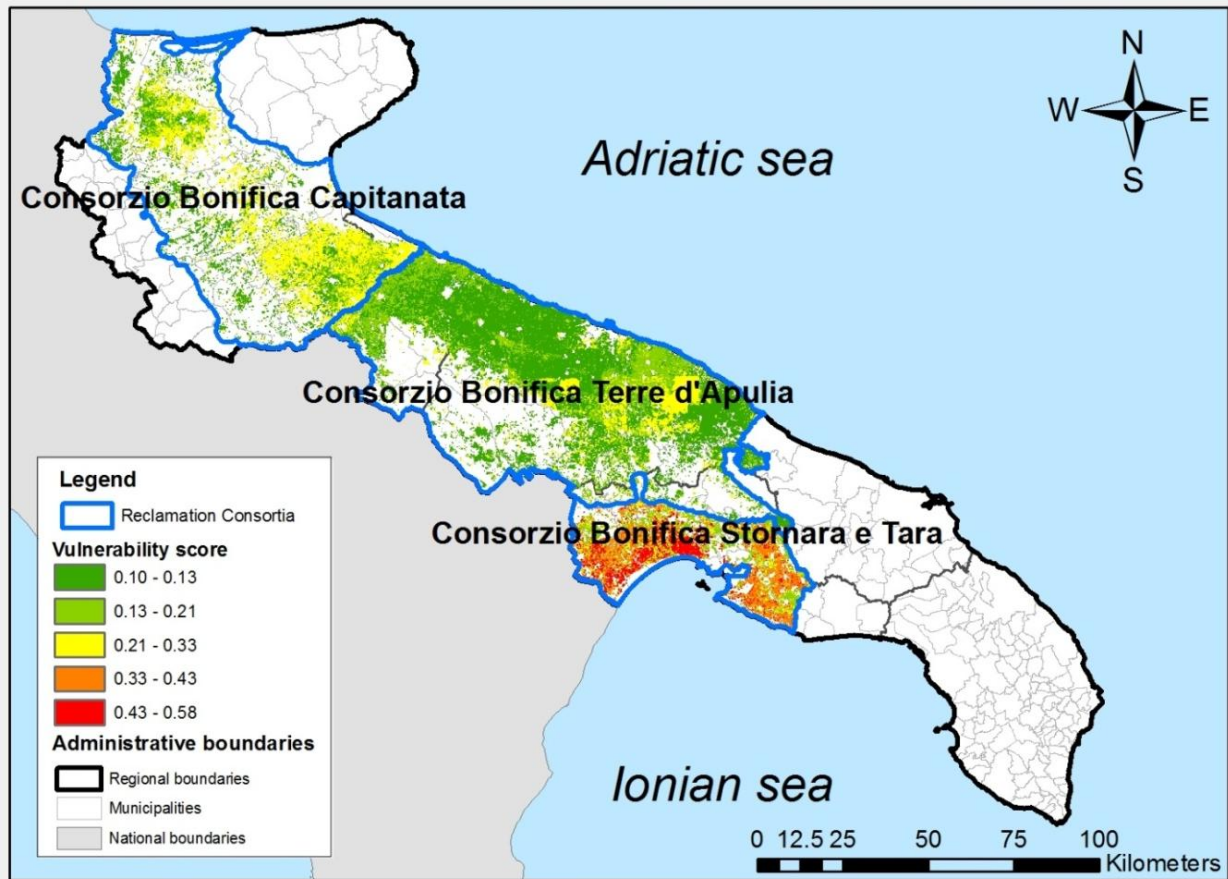 N
W E
S
Adriatic sea
Consorzio Bonifica Capitanata
Consorzio Bonifica Terre d'Apulia
Consorzio Bonifica Stornara e Tara
Ionian sea
Legend
Reclamation Consortia
Vulnerability score
0.10 - 0.13
0.13 - 0.21
0.21 - 0.33
0.33 - 0.43
0.43 - 0.58
Administrative boundaries
Regional boundaries
Municipalities
National boundaries
0 12.5 25 50 75 100
Kilometers